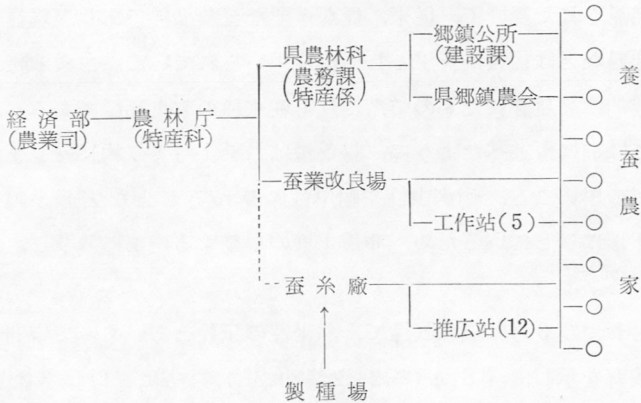 経済部
(農業司)
農林庁
(特産科)
県農林科
(農務課)
(特産係)
郷鎮公所
(建設課)
県郷鎮農会
蚕業改良場
工作站(5)
蚕糸廠
推広站(12)
製種場
養蚕農家